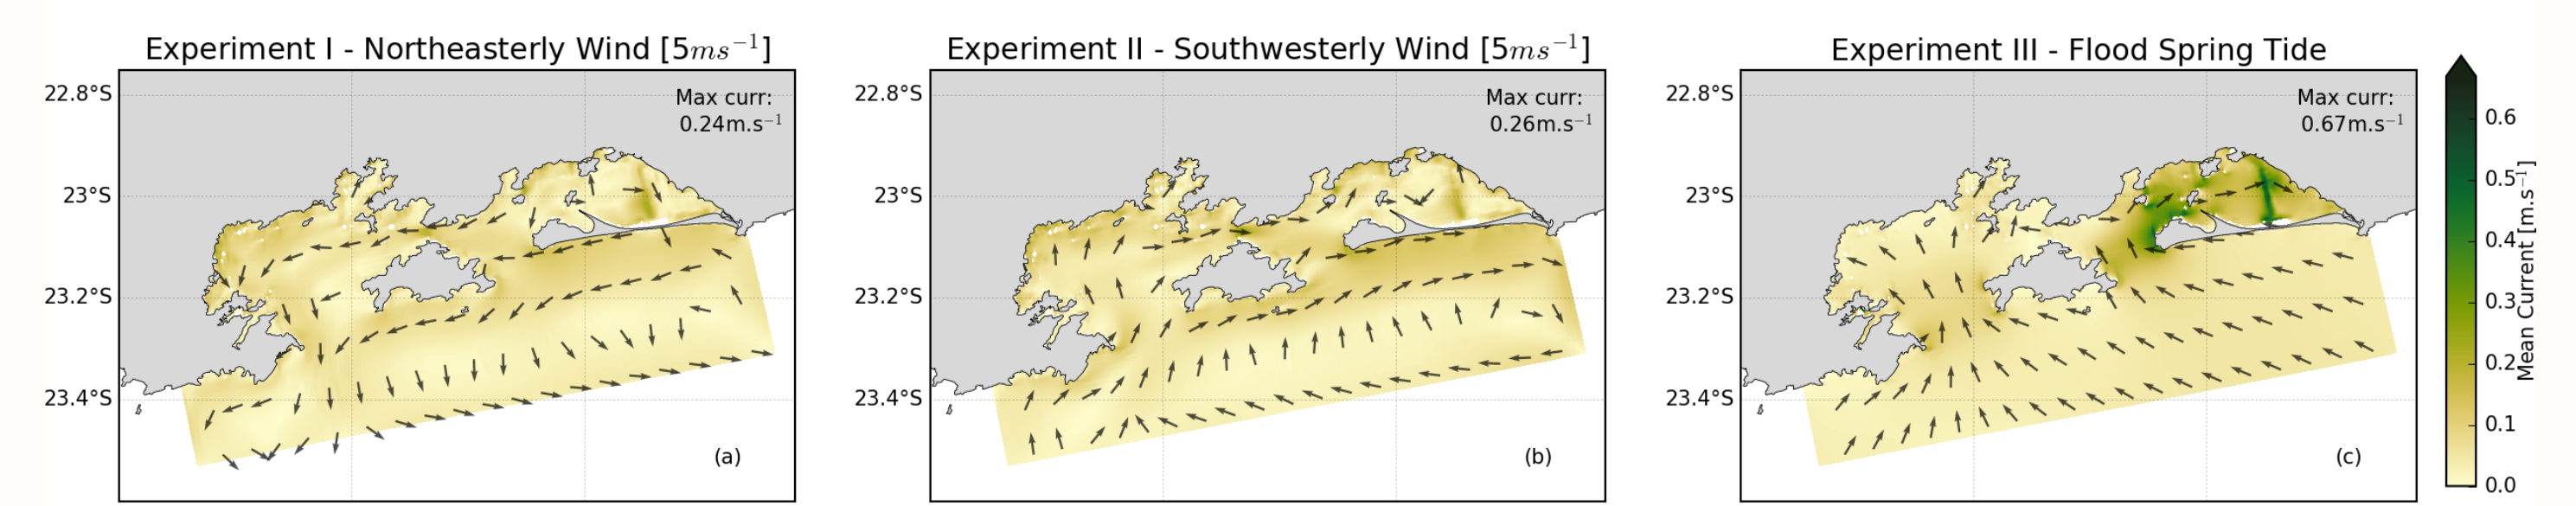 Experiment I - Northeasterly Wind [5ms⁻¹]
22.8°S
23°S
23.2°S
23.4°S
Max curr:
0.24m.s⁻¹
(a)
Experiment II - Southwesterly Wind [5ms⁻¹]
22.8°S
23°S
23.2°S
23.4°S
Max curr:
0.26m.s⁻¹
(b)
Experiment III - Flood Spring Tide
22.8°S
23°S
23.2°S
23.4°S
Max curr:
0.67m.s⁻¹
(c)
0.6
0.5
0.4
0.3
0.2
0.1
0.0
Mean Current [m.s⁻¹]